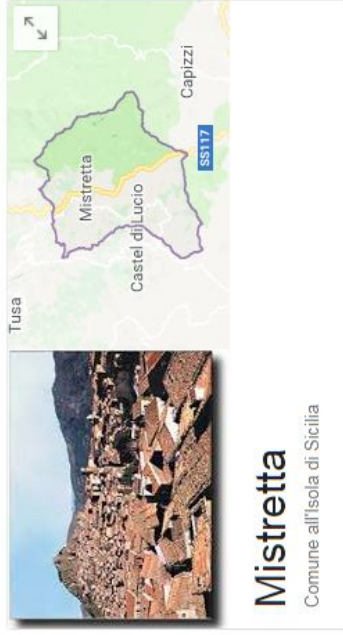 Tusa
Mistretta
Castel di Lucio
Capizzi
SS117
Mistretta
Comune all'Isola di Sicilia